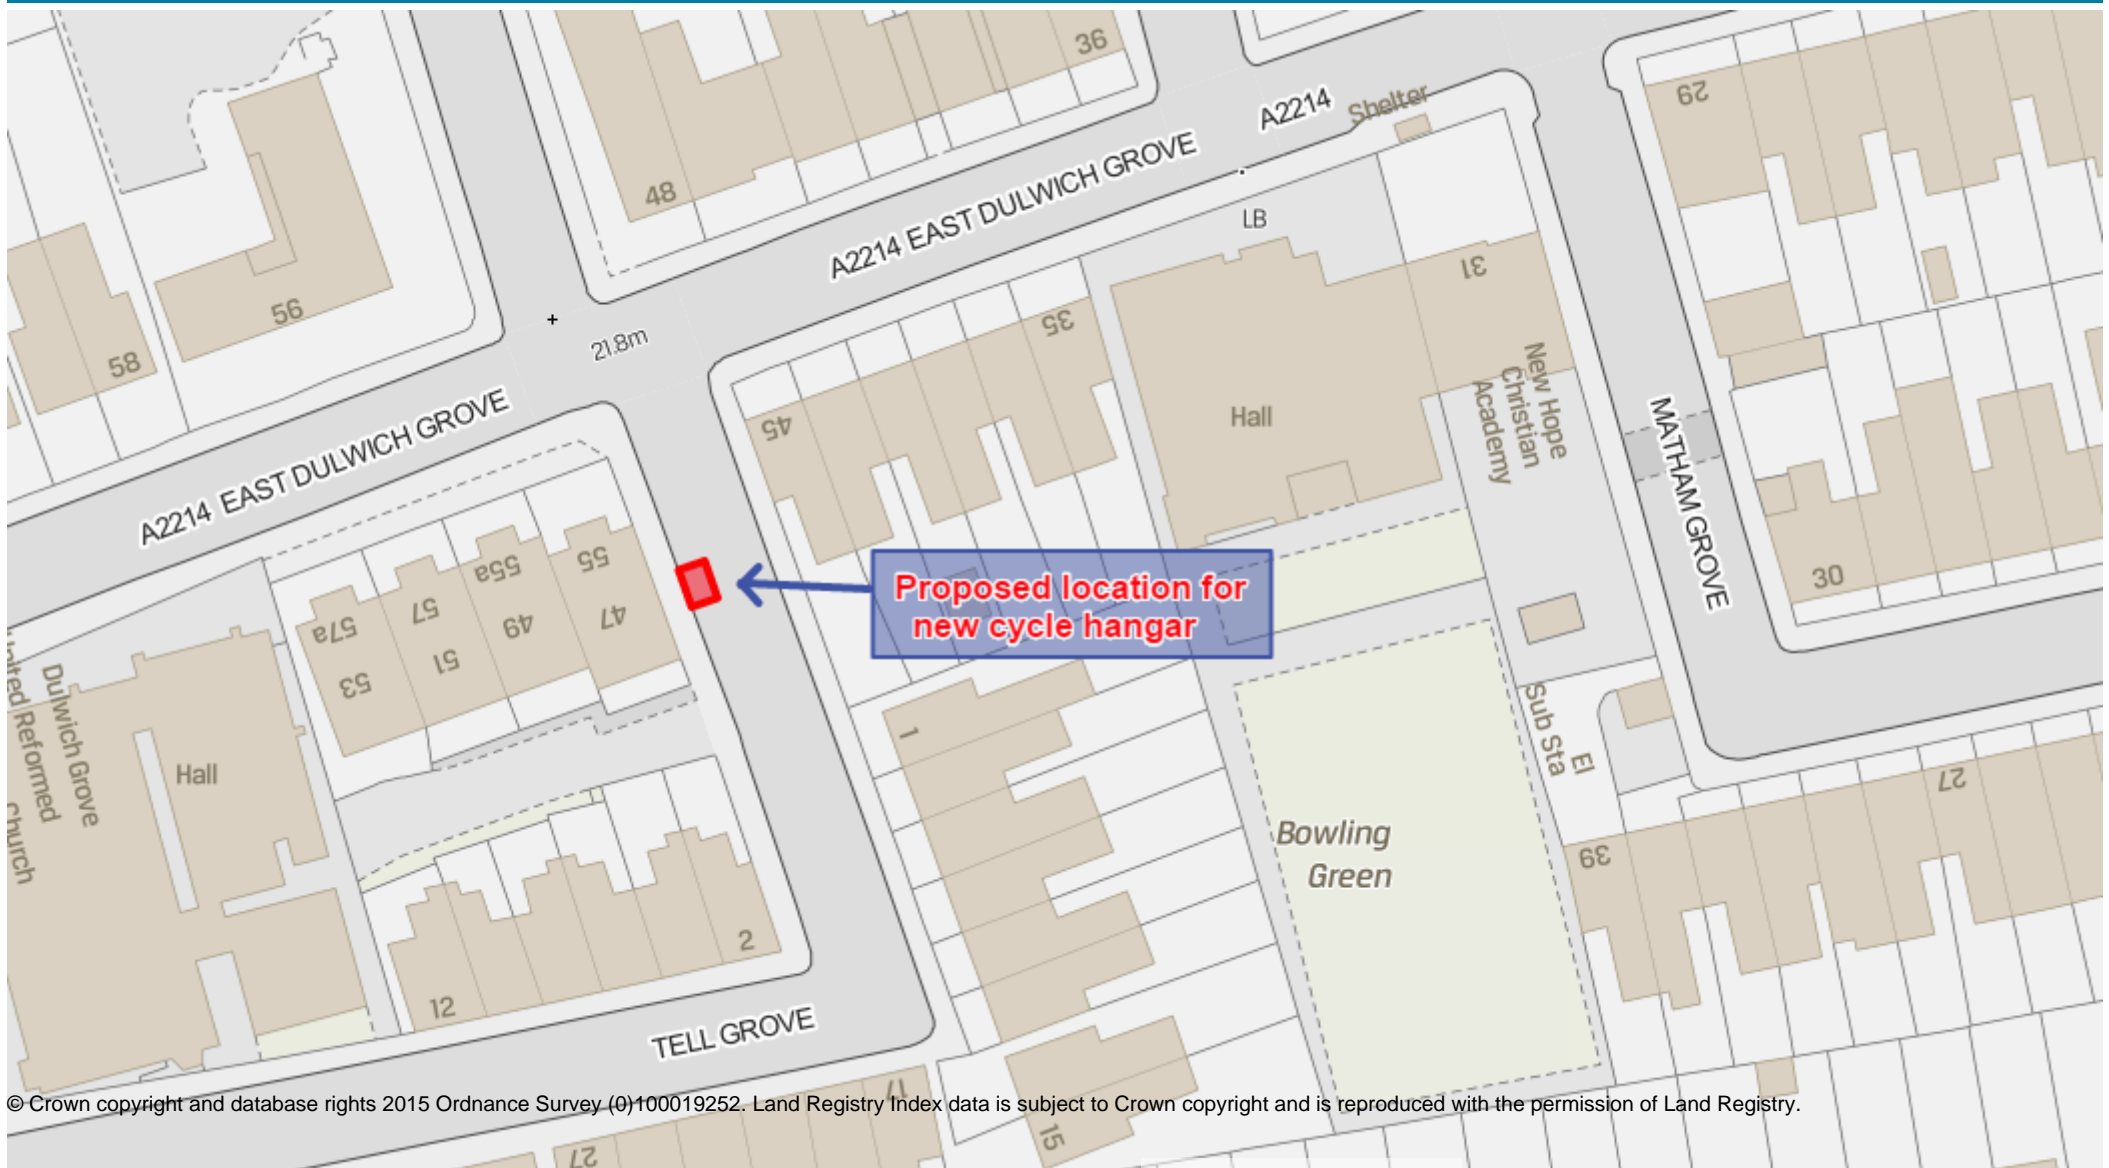 36
29
A2214
Shelter
48
A2214 EAST DULWICH GROVE
LB
31
56
58
21.8m
35
45
Hall
New Hope
Christian
Academy
MATHAM GROVE
A2214 EAST DULWICH GROVE
55
55a
57
57a
47
49
51
53
Proposed location for
new cycle hangar
30
Dulwich Grove
United Reformed
Church
Hall
1
Sub Sta
El
27
39
Bowling
Green
2
12
TELL GROVE
17
© Crown copyright and database rights 2015 Ordnance Survey (0)100019252. Land Registry Index data is subject to Crown copyright and is reproduced with the permission of Land Registry.
15
27